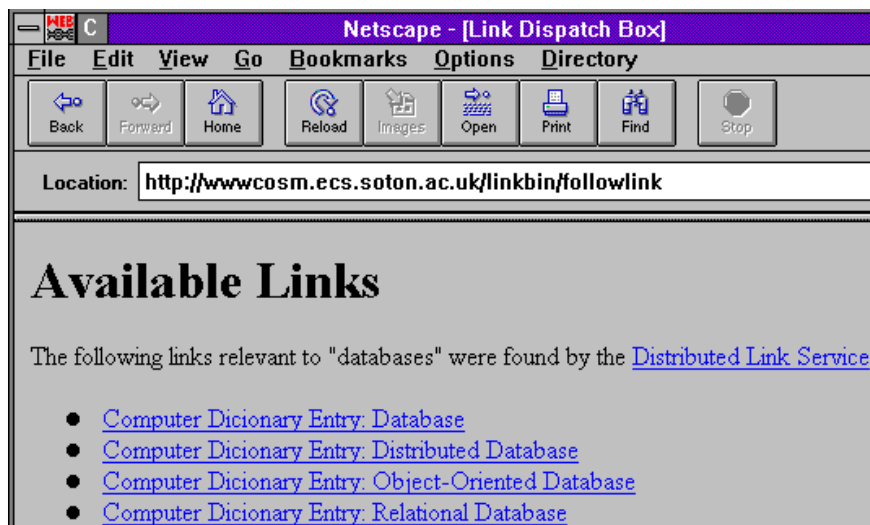 WEB C Netscape - [Link Dispatch Box]
File Edit View Go Bookmarks Options Directory
Back Forward Home Reload Images Open Print Find Stop
Location: http://wwwcosm.ecs.soton.ac.uk/linkbin/followlink
Available Links
The following links relevant to "databases" were found by the Distributed Link Service
Computer Dicionary Entry: Database
Computer Dicionary Entry: Distributed Database
Computer Dicionary Entry: Object-Oriented Database
Computer Dicionary Entry: Relational Database